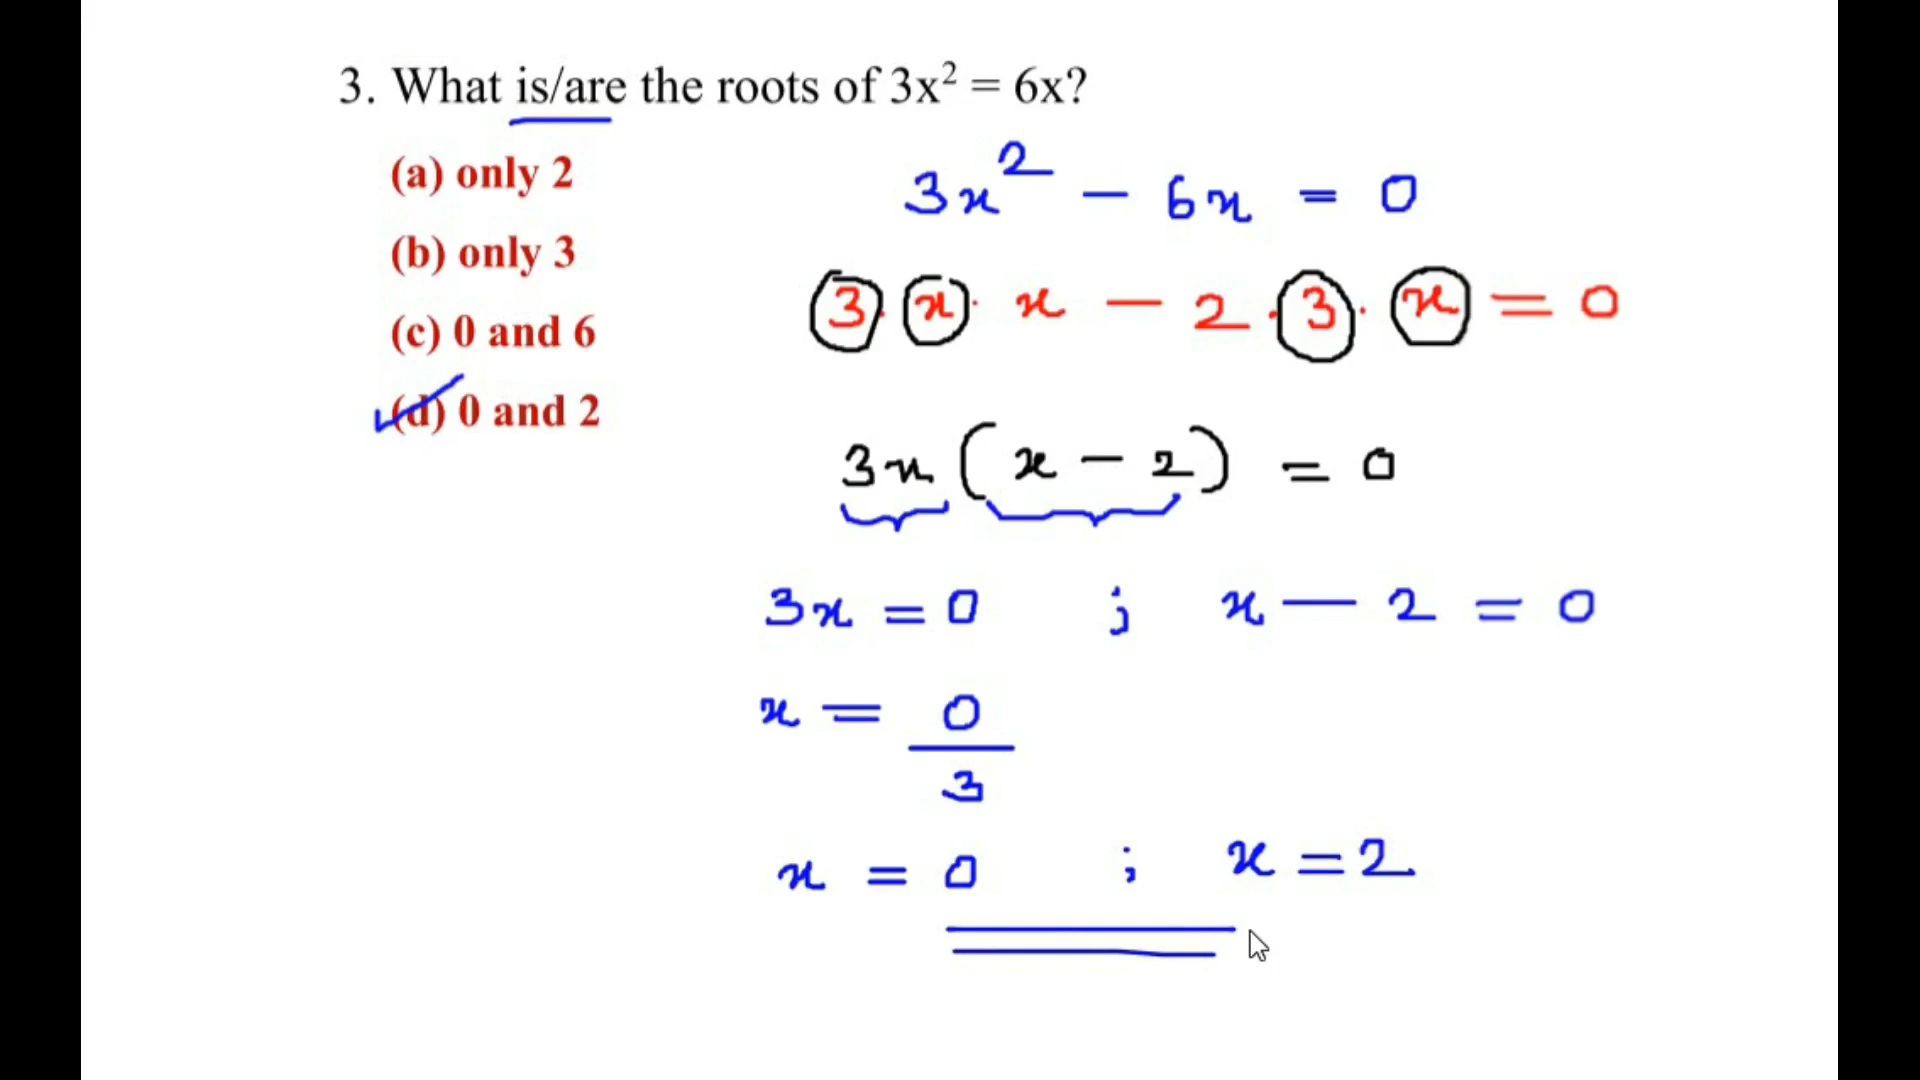 3. What is/are the roots of 3x² = 6x?
(a) only 2
(b) only 3
(c) 0 and 6
(d) 0 and 2
3x² - 6x = 0
3 · x · x - 2 · 3 · x = 0
3x (x - 2) = 0
3x = 0 ; x - 2 = 0
x = 0/3
x = 0 ; x = 2